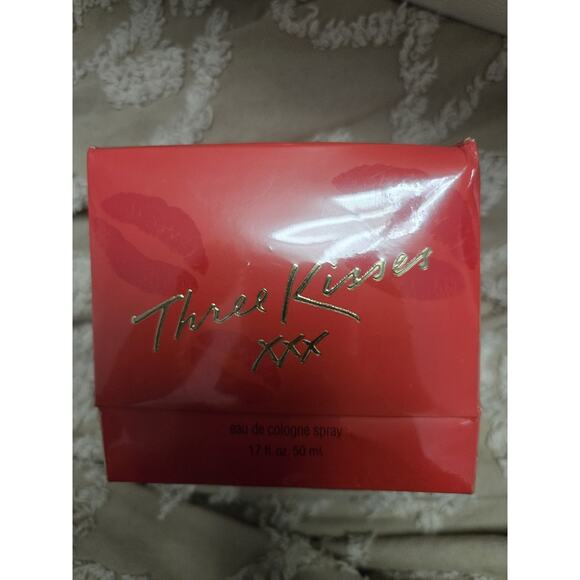 Three Kisses
xxx
eau de cologne spray
1.7 fl. oz. 50 ml.